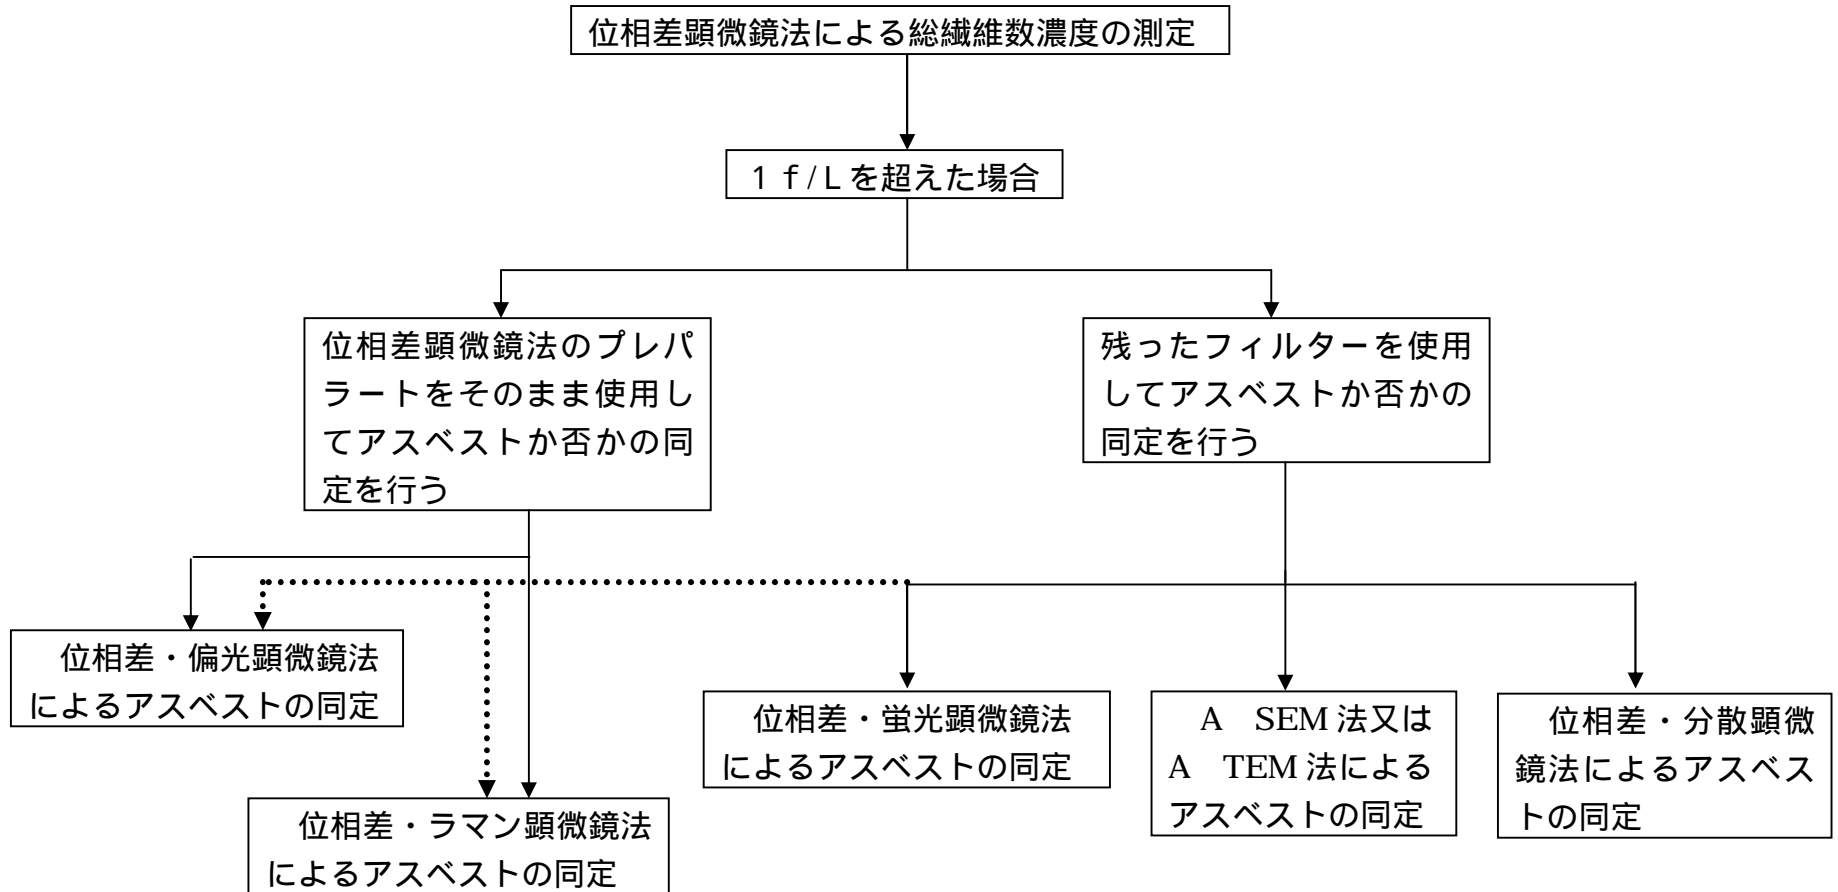 位相差顕微鏡法による総繊維数濃度の測定
1 f/Lを超えた場合
位相差顕微鏡法のプレパ
ラートをそのまま使用し
てアスベストか否かの同
定を行う
残ったフィルターを使用
してアスベストか否かの
同定を行う
位相差・偏光顕微鏡法
によるアスベストの同定
位相差・ラマン顕微鏡法
によるアスベストの同定
位相差・蛍光顕微鏡法
によるアスベストの同定
A SEM 法又は
A TEM 法による
アスベストの同定
位相差・分散顕微
鏡法によるアスベス
トの同定